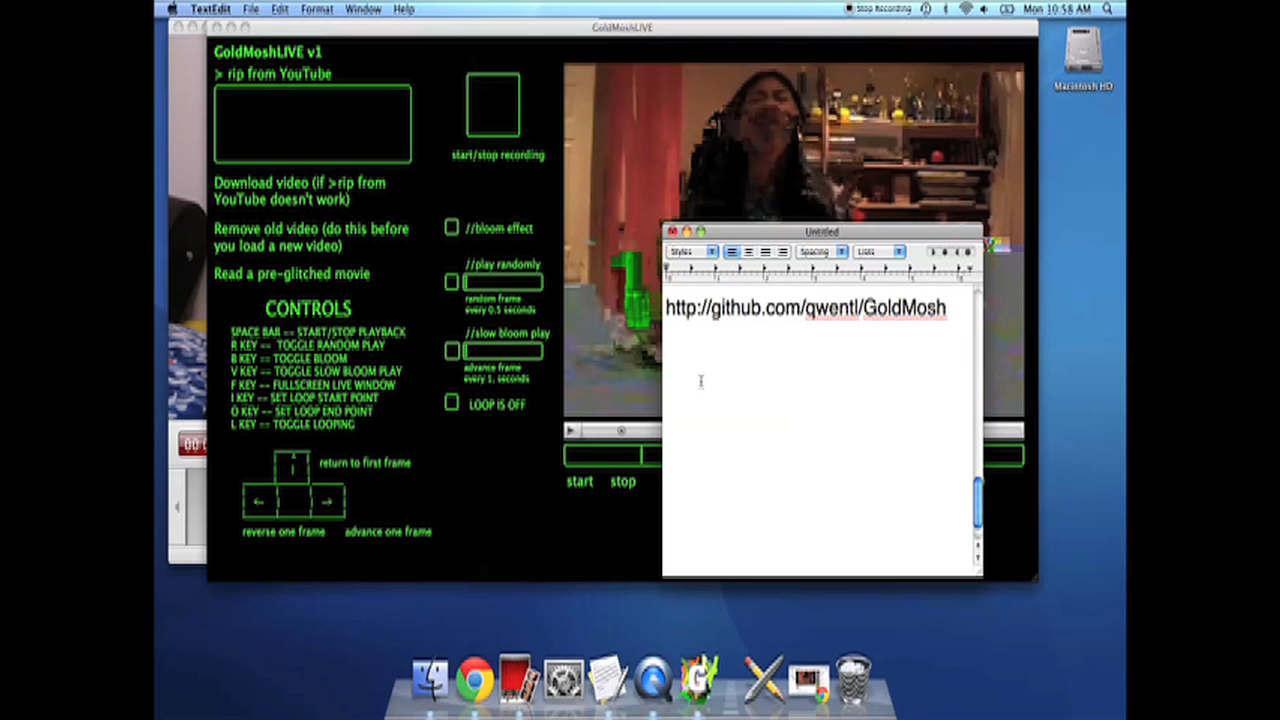 TextEdit File Edit Format Window Help
Stop Recording
Mon 10:58 AM
GoldMoshLIVE
GoldMoshLIVE v1
> rip from YouTube
start/stop recording
Download video (if >rip from
YouTube doesn't work)
Remove old video (do this before
you load a new video)
Read a pre-glitched movie
CONTROLS
SPACE BAR -- START/STOP PLAYBACK
R KEY -- TOGGLE RANDOM PLAY
B KEY -- TOGGLE BLOOM
V KEY -- TOGGLE SLOW BLOOM PLAY
F KEY -- FULLSCREEN LIVE WINDOW
I KEY -- SET LOOP START POINT
O KEY -- SET LOOP END POINT
L KEY -- TOGGLE LOOPING
return to first frame
reverse one frame
advance one frame
//bloom effect
//play randomly
random frame
every 0.5 seconds
//slow bloom play
advance frame
every 1. seconds
LOOP IS OFF
start stop
Untitled
Styles Spacing Lists
http://github.com/qwentl/GoldMosh
Macintosh HD